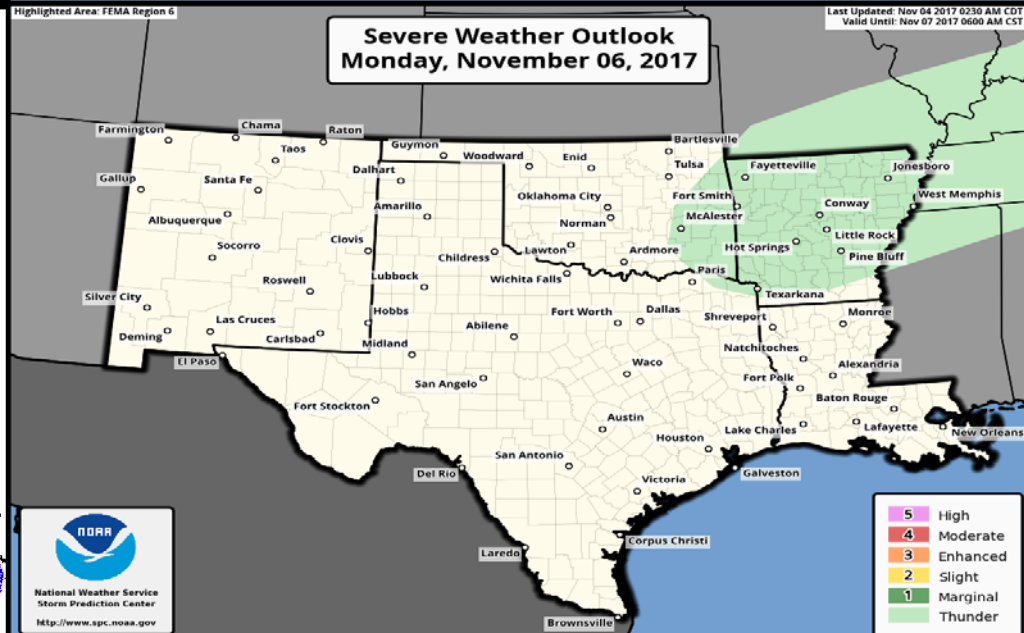 Highlighted Area: FEMA Region 6
Last Updated: Nov 04 2017 0230 AM CDT
Valid Until: Nov 07 2017 0600 AM CST
Severe Weather Outlook
Monday, November 06, 2017
Farmington
Chama
Raton
Taos
Guymon
Woodward
Enid
Bartlesville
Tulsa
Fayetteville
Jonesboro
Gallup
Santa Fe
Dalhart
Amarillo
Oklahoma City
Fort Smith
West Memphis
Conway
Albuquerque
Norman
McAlester
Little Rock
Socorro
Clovis
Childress
Lawton
Ardmore
Hot Springs
Pine Bluff
Roswell
Lubbock
Wichita Falls
Paris
Texarkana
Silver City
Hobbs
Las Cruces
Abilene
Fort Worth
Dallas
Shreveport
Monroe
Deming
Carlsbad
Midland
El Paso
Natchitoches
Waco
Alexandria
San Angelo
Fort Polk
Fort Stockton
Baton Rouge
Austin
Lake Charles
Lafayette
New Orleans
Houston
San Antonio
Del Rio
Galveston
Victoria
Corpus Christi
Laredo
Brownsville
NOAA
National Weather Service
Storm Prediction Center
http://www.spc.noaa.gov
5 High
4 Moderate
3 Enhanced
2 Slight
1 Marginal
Thunder